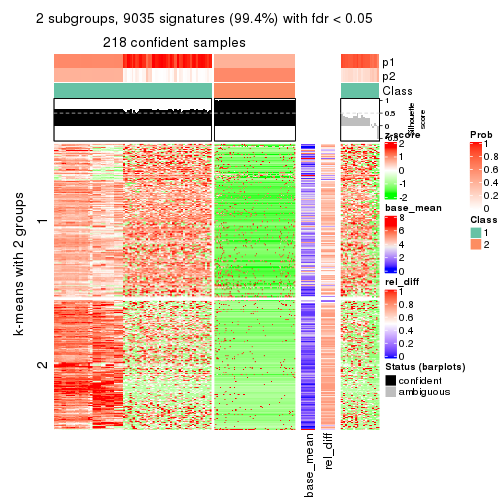 2 subgroups, 9035 signatures (99.4%) with fdr < 0.05
218 confident samples
p1
p2
Class
1
0.5
0
-0.5
Silhouette
score
k-means with 2 groups
1
2
base_mean
rel_diff
z-score
2
1
0
-1
-2
base_mean
8
6
4
2
0
rel_diff
1
0.8
0.6
0.4
0.2
0
Status (barplots)
confident
ambiguous
Prob
1
0.8
0.6
0.4
0.2
0
Class
1
2